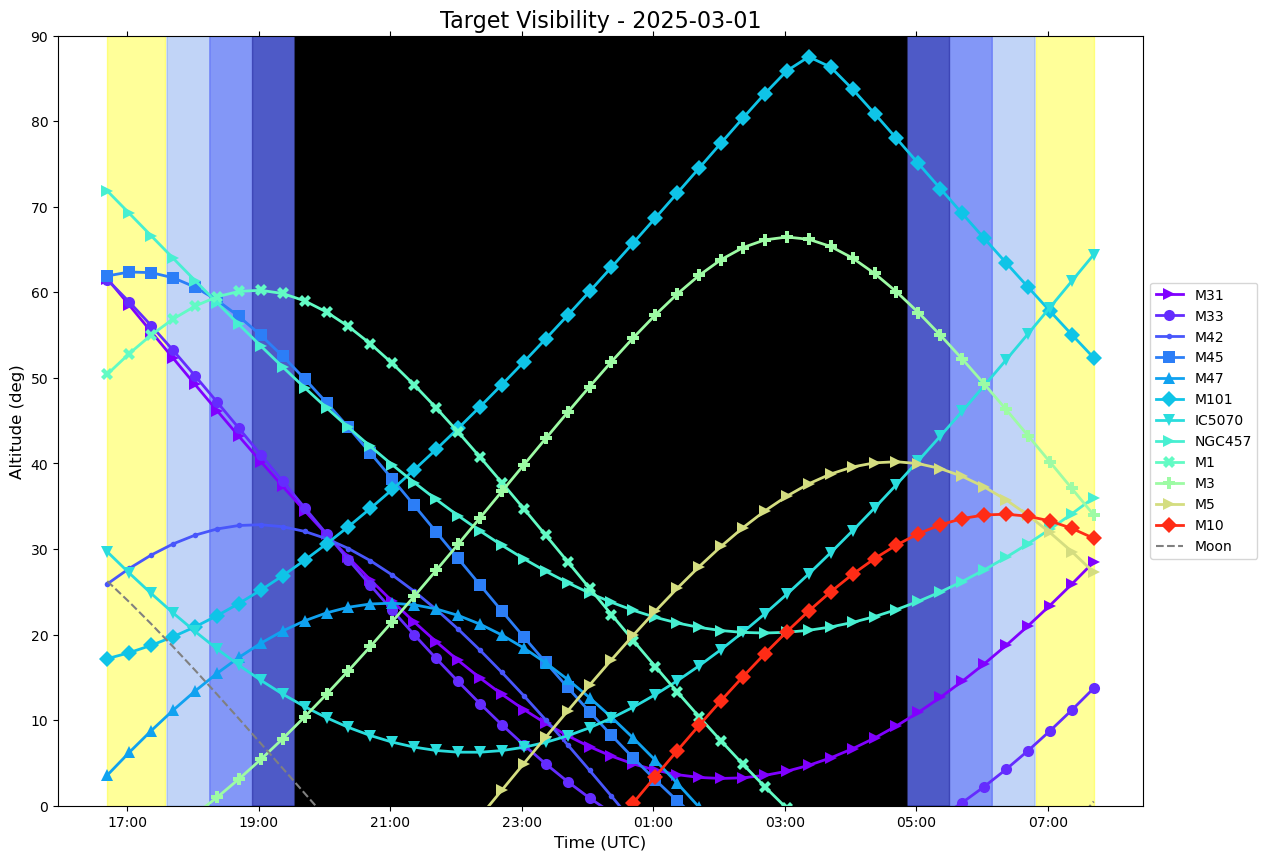 Target Visibility - 2025-03-01
Altitude (deg)
90
80
70
60
50
40
30
20
10
0
17:00 19:00 21:00 23:00 01:00 03:00 05:00 07:00
Time (UTC)
M31
M33
M42
M45
M47
M101
IC5070
NGC457
M1
M3
M5
M10
Moon